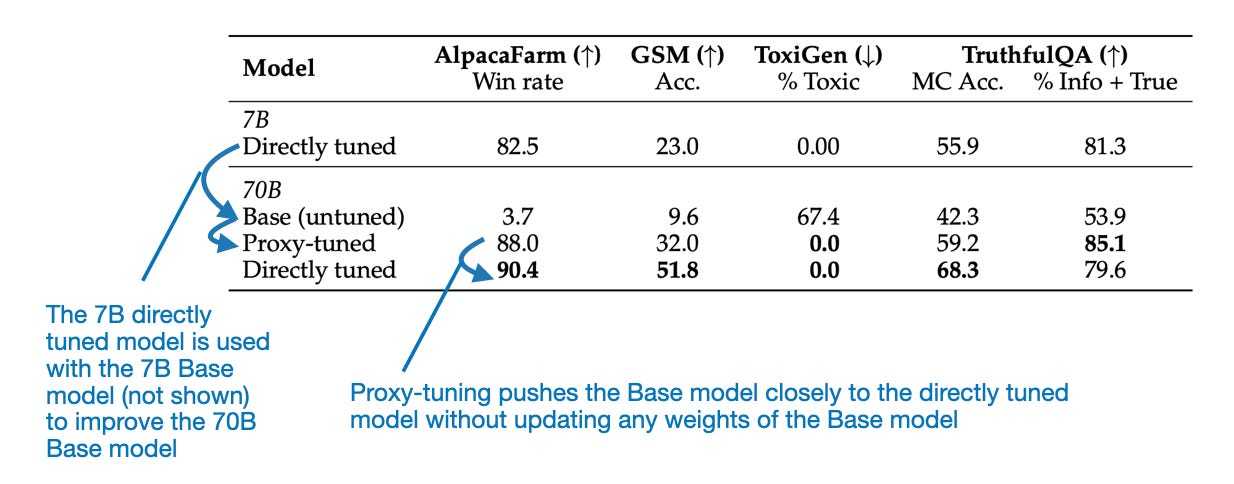 Model AlpacaFarm (↑) GSM (↑) ToxiGen (↓) TruthfulQA (↑)
Win rate Acc. % Toxic MC Acc. % Info + True
7B
Directly tuned 82.5 23.0 0.00 55.9 81.3
70B
Base (untuned) 3.7 9.6 67.4 42.3 53.9
Proxy-tuned 88.0 32.0 0.0 59.2 85.1
Directly tuned 90.4 51.8 0.0 68.3 79.6
The 7B directly
tuned model is used
with the 7B Base
model (not shown)
to improve the 70B
Base model
Proxy-tuning pushes the Base model closely to the directly tuned
model without updating any weights of the Base model